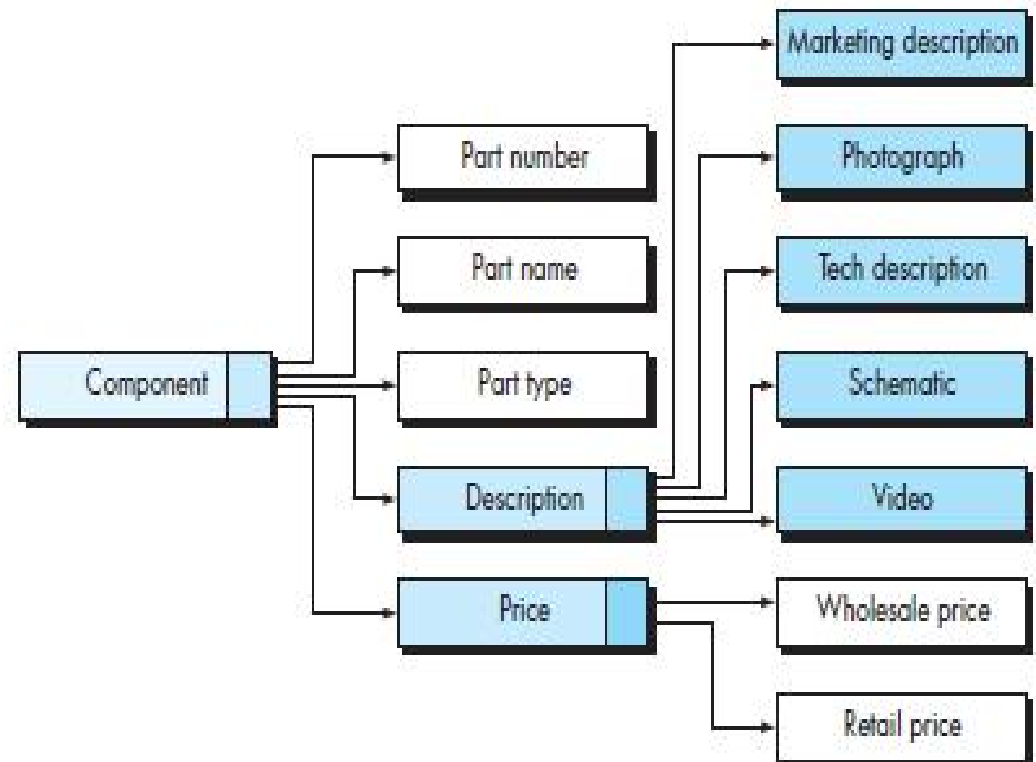 Component
Part number
Part name
Part type
Description
Price
Marketing description
Photograph
Tech description
Schematic
Video
Wholesale price
Retail price